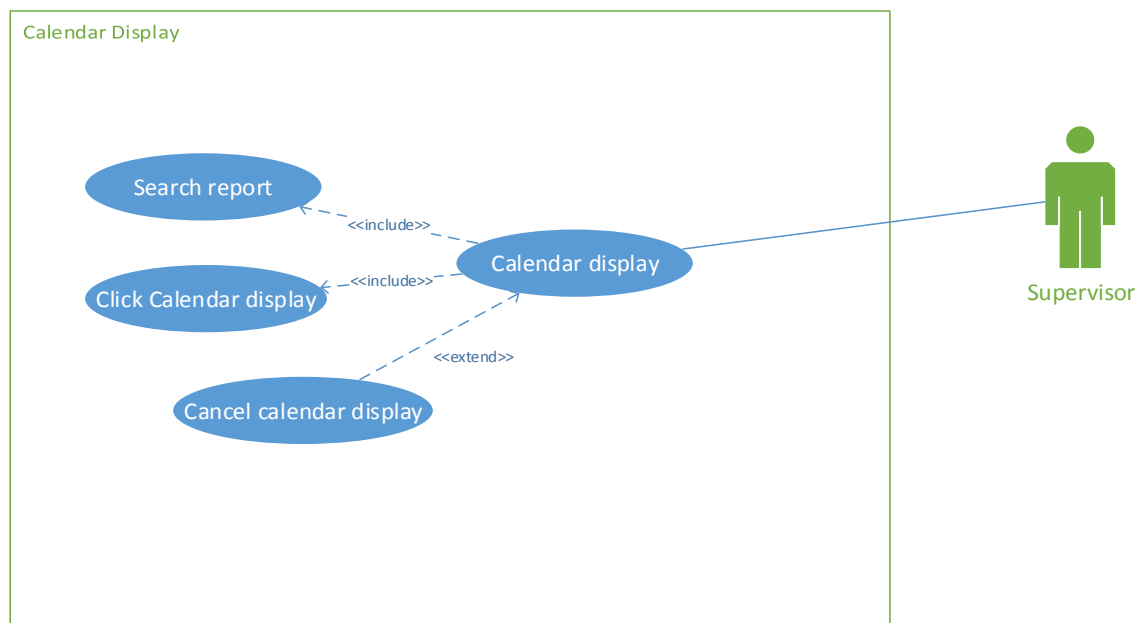 Calendar Display
Search report
<<include>>
Calendar display
<<include>>
Click Calendar display
Supervisor
<<extend>>
Cancel calendar display